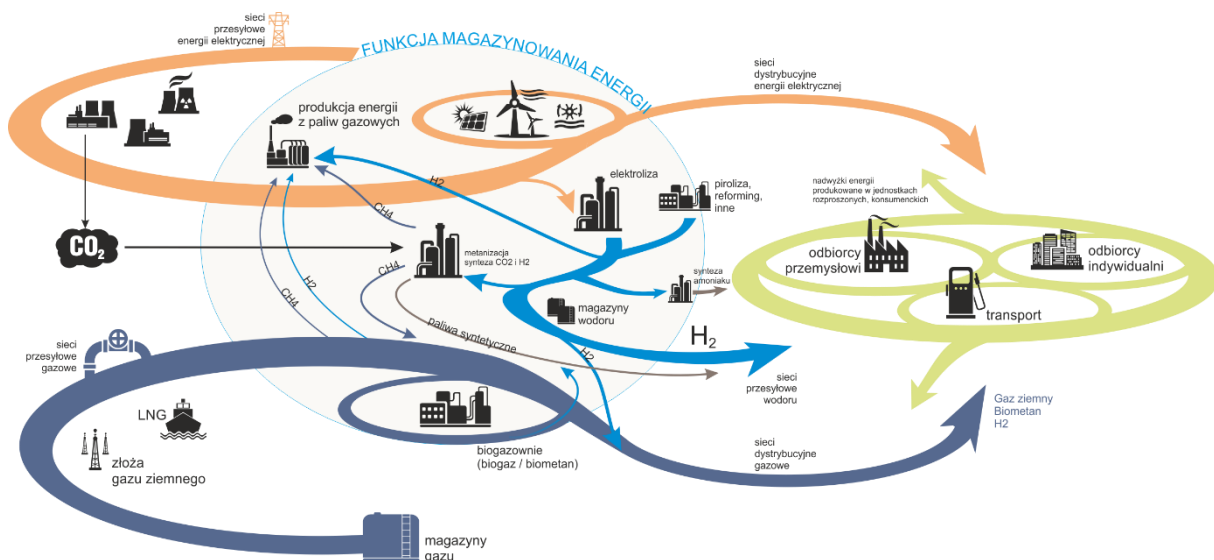 sieci
przesyłowe
energii elektrycznej
FUNKCJA MAGAZYNOWANIA ENERGII
produkcja energii
z paliw gazowych
sieci
dystrybucyjne
energii elektrycznej
H2
elektroliza
piroliza,
reforming,
inne
nadwyżki energii
produkowane w jednostkach
rozproszonych, konsumenckich
CH4
CO2
metanizacja
synteza CO2 i H2
CH4
H2
CH4
synteza
amoniaku
magazyny
wodoru
odbiorcy
przemysłowi
odbiorcy
indywidualni
transport
paliwa syntetyczne
H2
H2
sieci
przesyłowe
wodoru
sieci
przesyłowe
gazowe
LNG
złoża
gazu ziemnego
biogazownie
(biogaz / biometan)
sieci
dystrybucyjne
gazowe
Gaz ziemny
Biometan
H2
magazyny
gazu